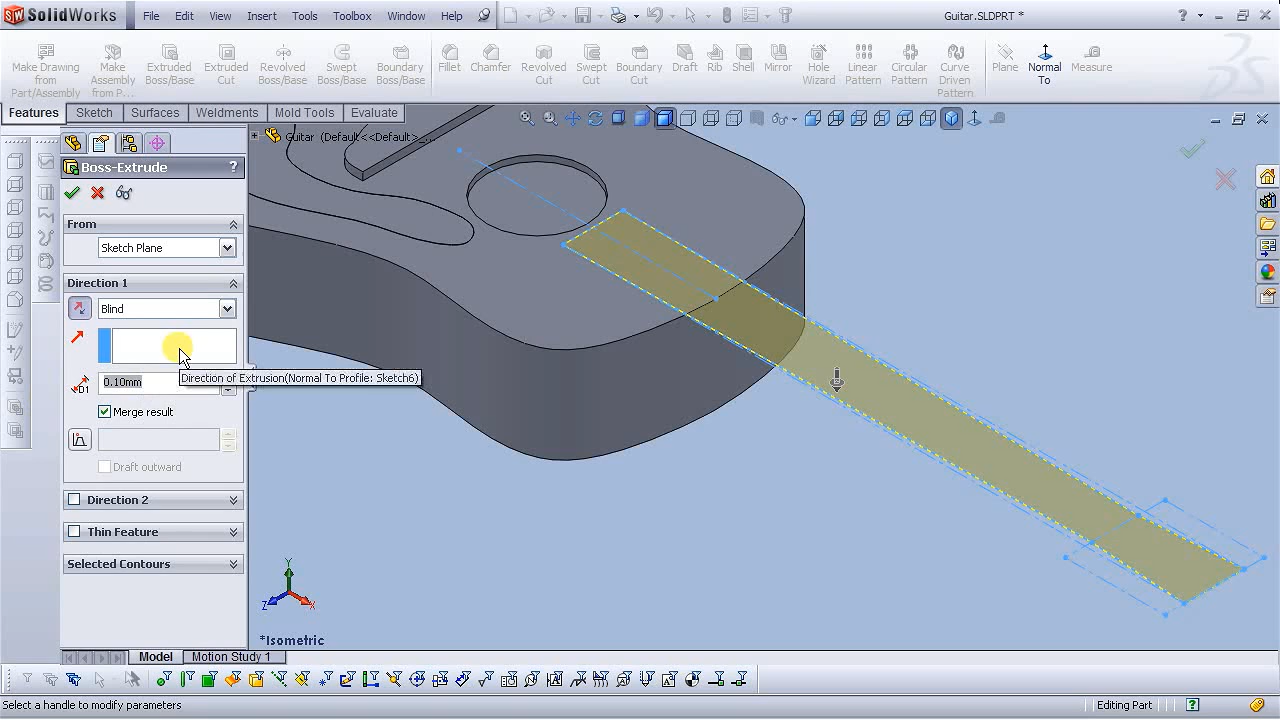 SolidWorks File Edit View Insert Tools Toolbox Window Help Guitar.SLDPRT *
Make Drawing from Part/Assembly
Make Assembly from P...
Extruded Boss/Base
Extruded Cut
Revolved Boss/Base
Swept Boss/Base
Boundary Boss/Base
Fillet
Chamfer
Revolved Cut
Swept Cut
Boundary Cut
Draft
Rib
Shell
Mirror
Hole Wizard
Linear Pattern
Circular Pattern
Curve Driven Pattern
Plane
Normal To
Measure
Features Sketch Surfaces Weldments Mold Tools Evaluate
Guitar (Default<<Default>_...
Boss-Extrude ?
From
Sketch Plane
Direction 1
Blind
Direction of Extrusion(Normal To Profile: Sketch6)
D1 0.10mm
Merge result
Draft outward
Direction 2
Thin Feature
Selected Contours
Y
Z X
*Isometric
Model Motion Study 1
Select a handle to modify parameters Editing Part ?